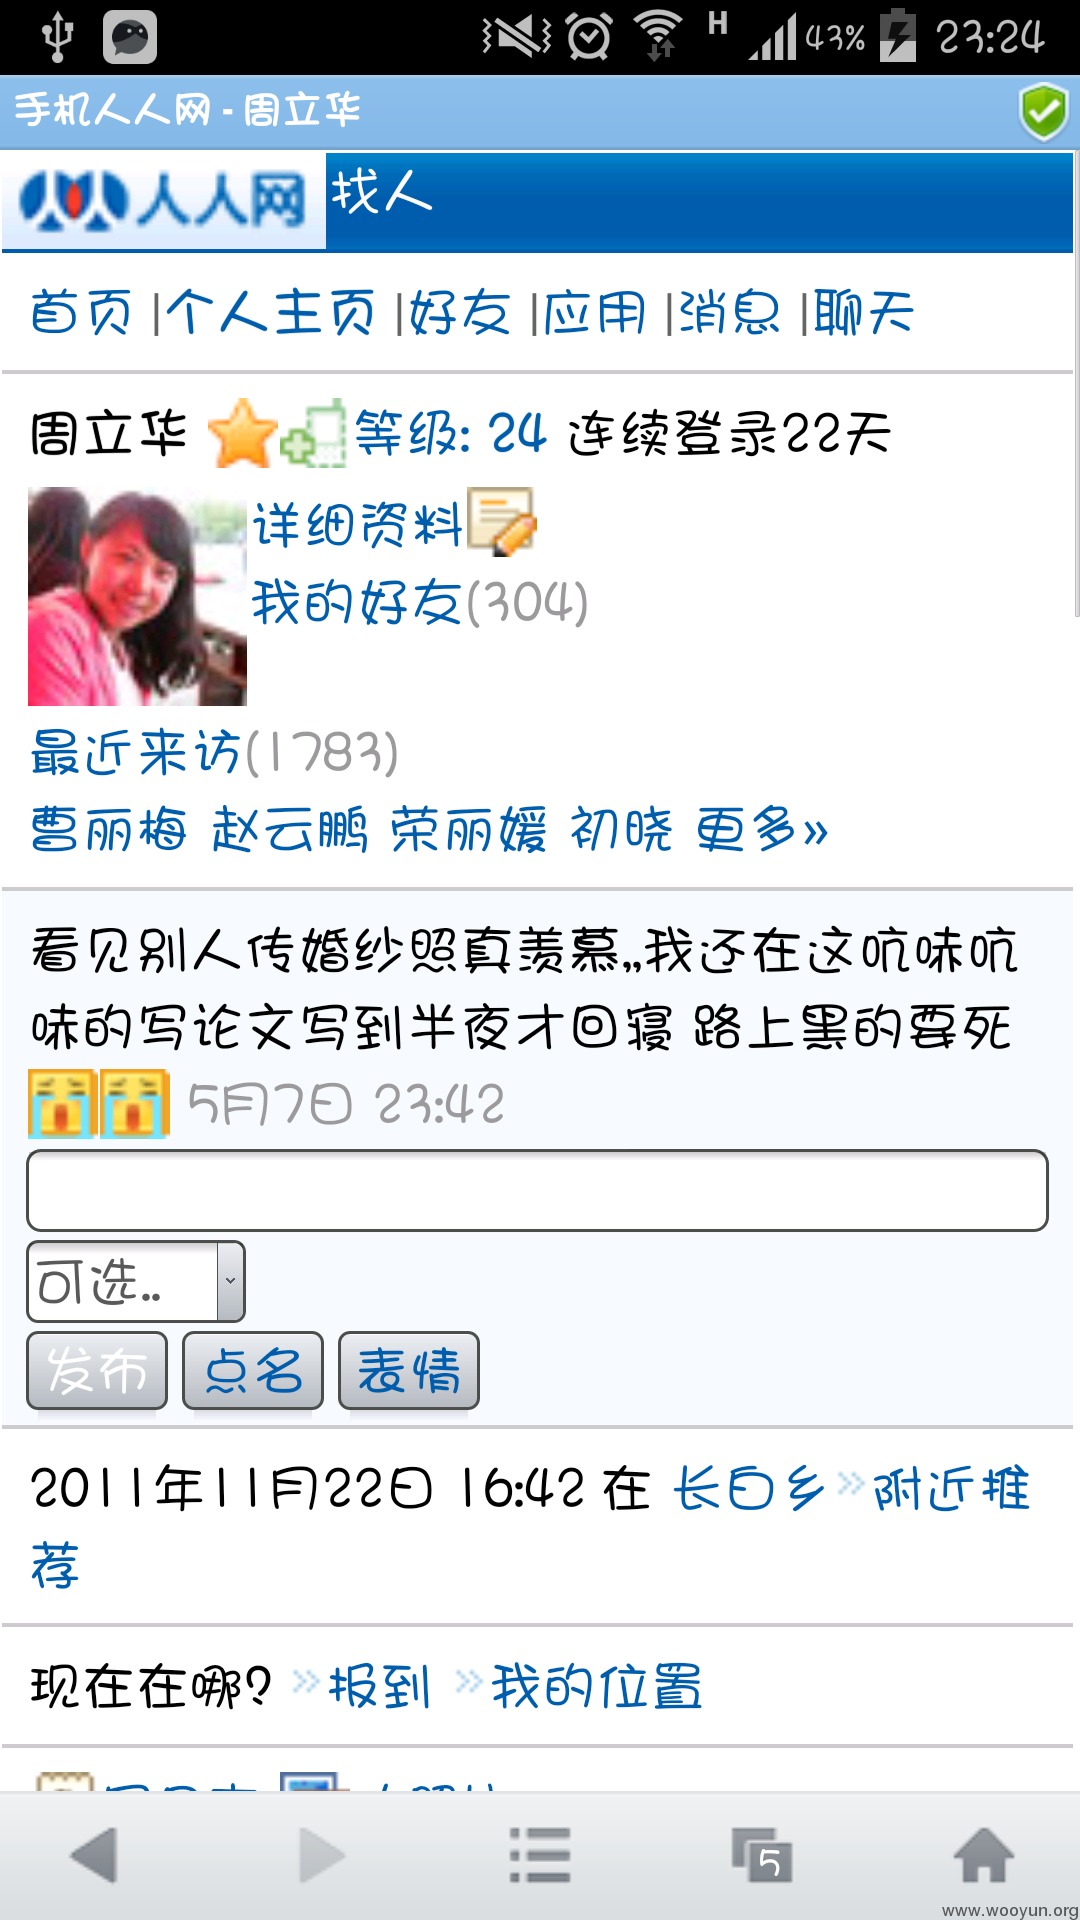 H 43% 23:24
手机人人网 - 周立华
人人网 找人
首页 |个人主页 |好友 |应用 |消息 |聊天
周立华 等级: 24 连续登录22天
详细资料
我的好友(304)
最近来访(1783)
曹丽梅 赵云鹏 荣丽媛 初晓 更多»
看见别人传婚纱照真羡慕,,我还在这吭哧吭
哧的写论文写到半夜才回寝 路上黑的要死
5月7日 23:42
可选..
发布 点名 表情
2011年11月22日 16:42 在 长白乡»附近推
荐
现在在哪? »报到 »我的位置
5
www.wooyun.org